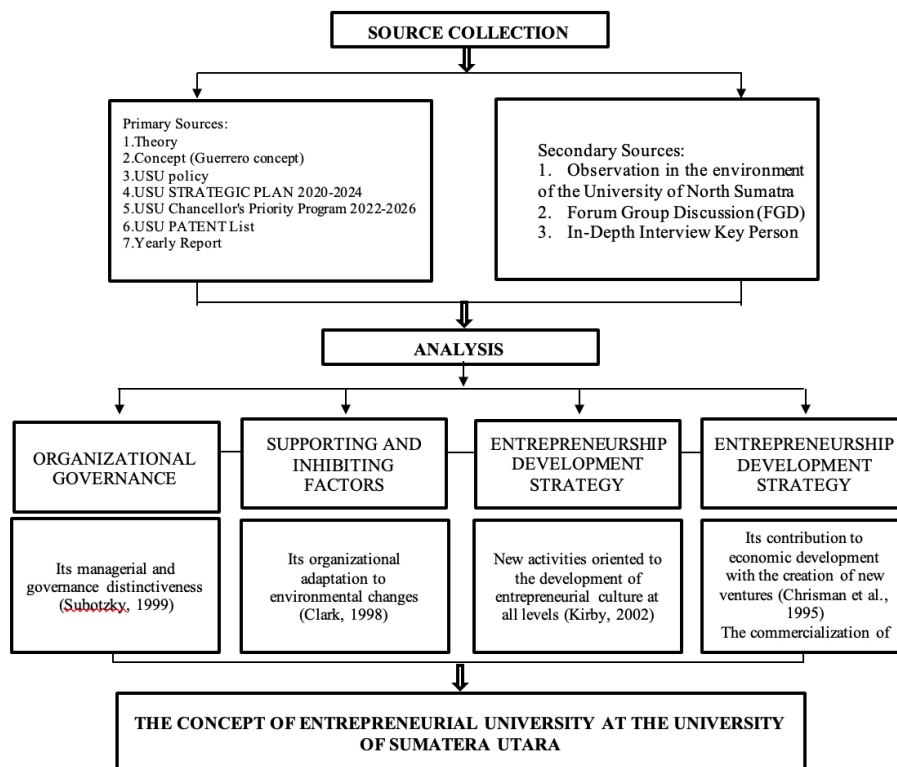 SOURCE COLLECTION
Primary Sources:
1.Theory
2.Concept (Guerrero concept)
3.USU policy
4.USU STRATEGIC PLAN 2020-2024
5.USU Chancellor's Priority Program 2022-2026
6.USU PATENT List
7.Yearly Report
Secondary Sources:
1. Observation in the environment
of the University of North Sumatra
2. Forum Group Discussion (FGD)
3. In-Depth Interview Key Person
ANALYSIS
ORGANIZATIONAL
GOVERNANCE
SUPPORTING AND
INHIBITING
FACTORS
ENTREPRENEURSHIP
DEVELOPMENT
STRATEGY
ENTREPRENEURSHIP
DEVELOPMENT
STRATEGY
Its managerial and
governance distinctiveness
(Subotzky, 1999)
Its organizational
adaptation to
environmental changes
(Clark, 1998)
New activities oriented to
the development of
entrepreneurial culture at
all levels (Kirby, 2002)
Its contribution to
economic development
with the creation of new
ventures (Chrisman et al.,
1995)
The commercialization of
THE CONCEPT OF ENTREPRENEURIAL UNIVERSITY AT THE UNIVERSITY
OF SUMATERA UTARA